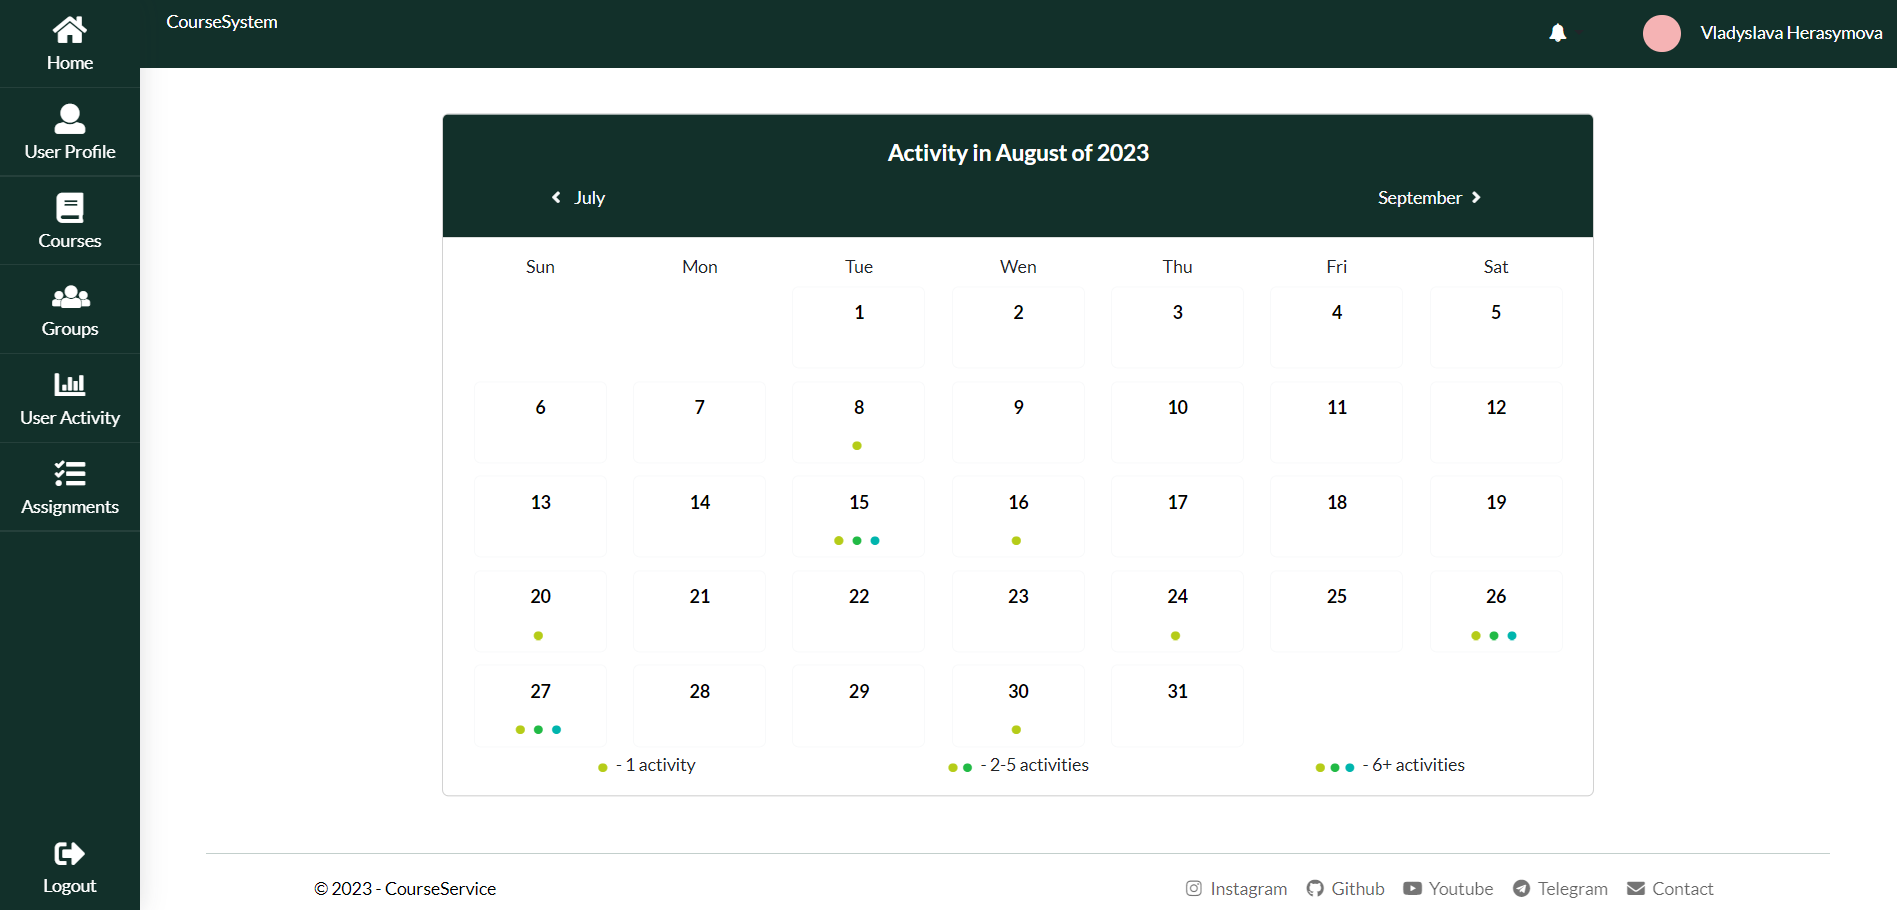 CourseSystem
Vladyslava Herasymova
Home
User Profile
Courses
Groups
User Activity
Assignments
Logout
Activity in August of 2023
July September
Sun Mon Tue Wen Thu Fri Sat
1 2 3 4 5
6 7 8 9 10 11 12
13 14 15 16 17 18 19
20 21 22 23 24 25 26
27 28 29 30 31
- 1 activity - 2-5 activities - 6+ activities
© 2023 - CourseService
Instagram Github Youtube Telegram Contact